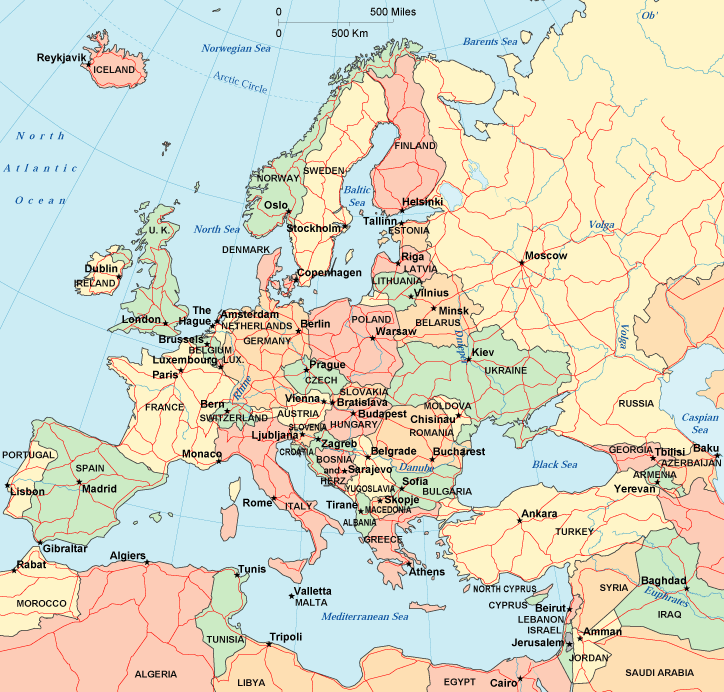 0
500 Miles
0
500 Km
Ob'
Norwegian Sea
Barents Sea
Reykjavik
ICELAND
Arctic Circle
North
Atlantic
Ocean
FINLAND
SWEDEN
NORWAY
Baltic
Sea
Oslo
Helsinki
U. K.
Tallinn
Volga
North Sea
Stockholm
ESTONIA
DENMARK
Riga
Moscow
LATVIA
Dublin
Copenhagen
IRELAND
LITHUANIA
Vilnius
The
Hague
Amsterdam
Minsk
London
NETHERLANDS
Berlin
POLAND
BELARUS
Brussels
GERMANY
Warsaw
Dnieper
Volga
BELGIUM
Luxembourg
LUX.
Kiev
Paris
Prague
UKRAINE
CZECH
Rhine
SLOVAKIA
Vienna
Bratislava
Bern
FRANCE
AUSTRIA
Budapest
MOLDOVA
RUSSIA
SWITZERLAND
HUNGARY
Chisinau
Caspian
Sea
SLOVENIA
Ljubljana
ROMANIA
Zagreb
PORTUGAL
CROATIA
Belgrade
Bucharest
GEORGIA
Tbilisi
Baku
Monaco
BOSNIA
and
HERZ.
Sarajevo
Danube
Black Sea
AZERBAIJAN
SPAIN
ARMENIA
Madrid
YUGOSLAVIA
Sofia
BULGARIA
Yerevan
Lisbon
Rome
ITALY
Skopje
Tirane
MACEDONIA
Ankara
ALBANIA
TURKEY
GREECE
Gibraltar
Algiers
Rabat
Tunis
Athens
Baghdad
Valletta
MALTA
NORTH CYPRUS
SYRIA
MOROCCO
CYPRUS
Beirut
Euphrates
Mediterranean Sea
LEBANON
IRAQ
TUNISIA
Tripoli
ISRAEL
Amman
Jerusalem
JORDAN
ALGERIA
LIBYA
EGYPT
Cairo
SAUDI ARABIA